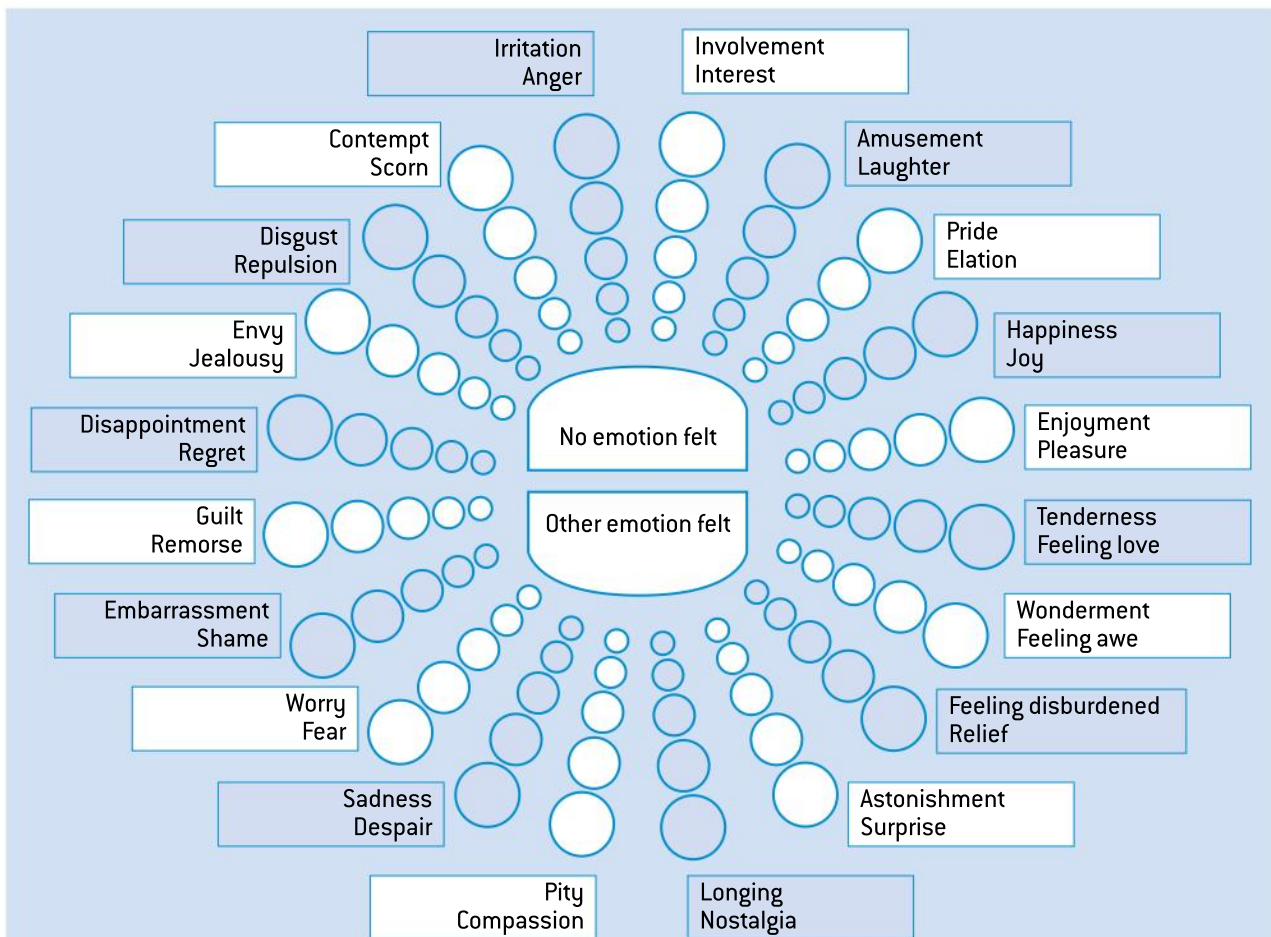 Irritation
Anger
Involvement
Interest
Contempt
Scorn
Amusement
Laughter
Disgust
Repulsion
Pride
Elation
Envy
Jealousy
Happiness
Joy
Disappointment
Regret
No emotion felt
Enjoyment
Pleasure
Guilt
Remorse
Other emotion felt
Tenderness
Feeling love
Embarrassment
Shame
Wonderment
Feeling awe
Worry
Fear
Feeling disburdened
Relief
Sadness
Despair
Astonishment
Surprise
Pity
Compassion
Longing
Nostalgia